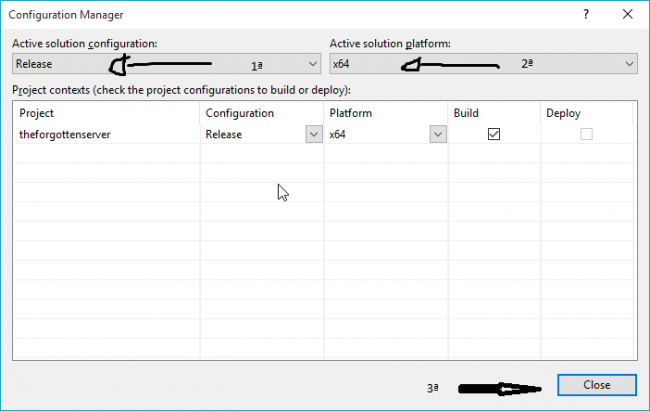 Configuration Manager
?
Active solution configuration:
Active solution platform:
Release
1ª
x64
2ª
Project contexts (check the project configurations to build or deploy):
Project
Configuration
Platform
Build
Deploy
theforgottenserver
Release
x64
3ª
Close